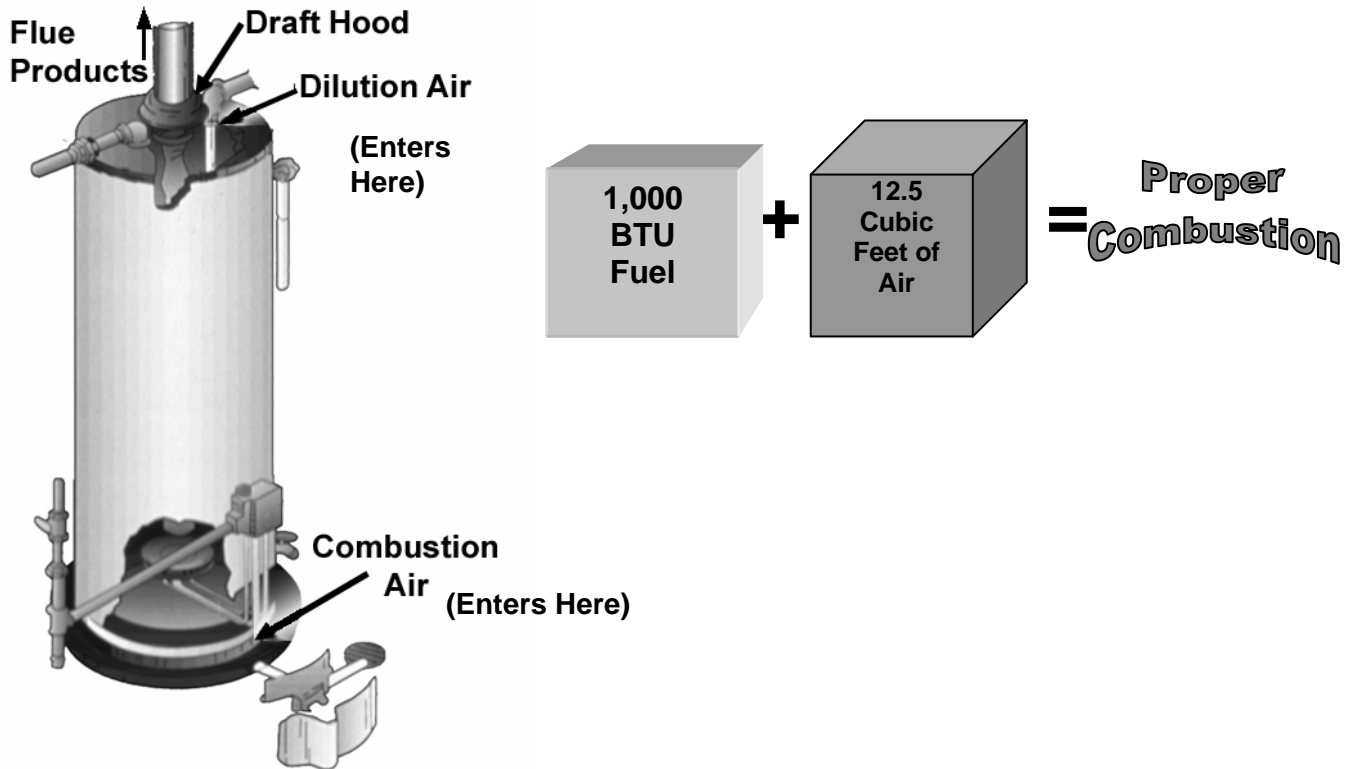 Flue
Products
Draft Hood
Dilution Air
(Enters
Here)
Combustion
Air
(Enters Here)
1,000
BTU
Fuel
+
12.5
Cubic
Feet of
Air
=
Proper
Combustion